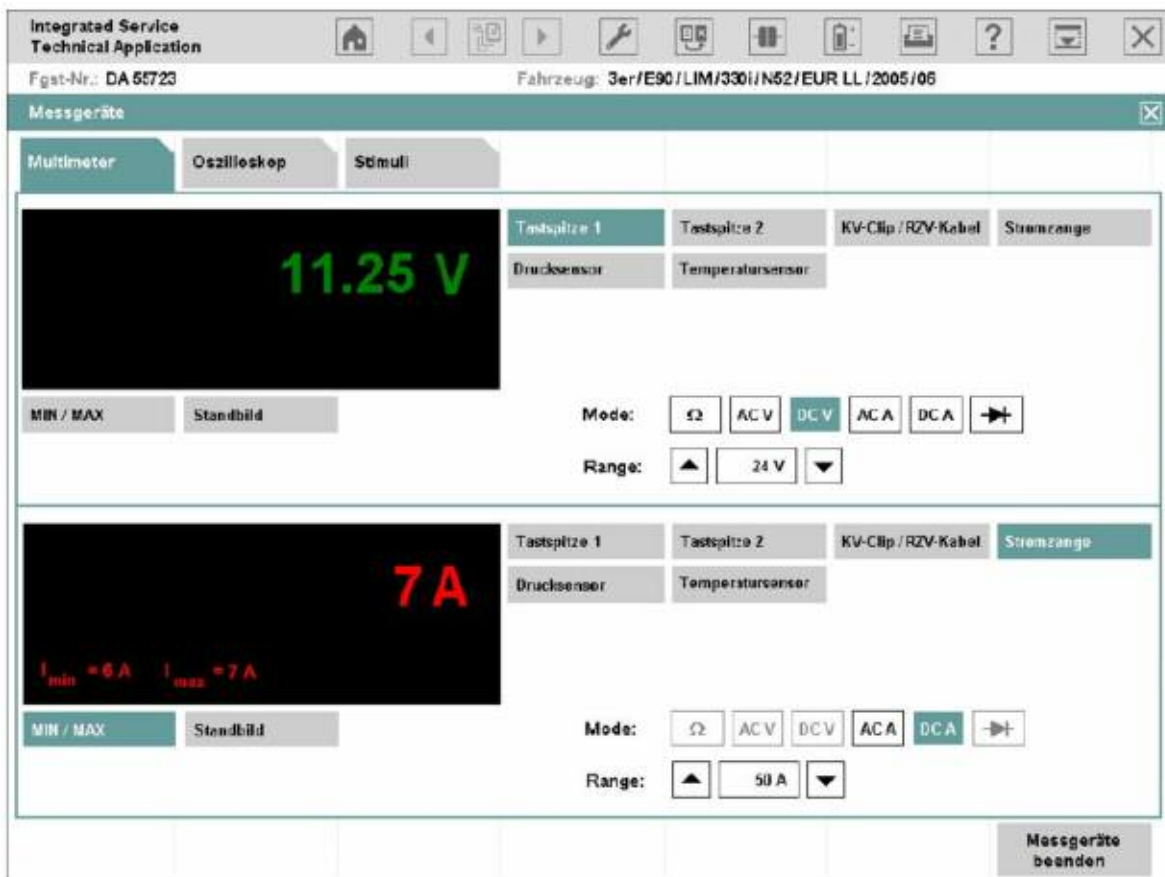 Integrated Service
Technical Application
Fgst-Nr.: DA 55723 Fahrzeug: 3er/E90/LIM/330i/N52/EUR LL/2005/06
Messgeräte
Multimeter Oszilloskop Stimuli
11.25 V
Tastspitze 1 Tastspitze 2 KV-Clip / RZV-Kabel Stromzange
Drucksensor Temperatursensor
MIN / MAX Standbild
Mode: Ω AC V DC V AC A DC A
Range: 24 V
7 A
I min = 6 A I max = 7 A
Tastspitze 1 Tastspitze 2 KV-Clip / RZV-Kabel Stromzange
Drucksensor Temperatursensor
MIN / MAX Standbild
Mode: Ω AC V DC V AC A DC A
Range: 50 A
Messgeräte
beenden